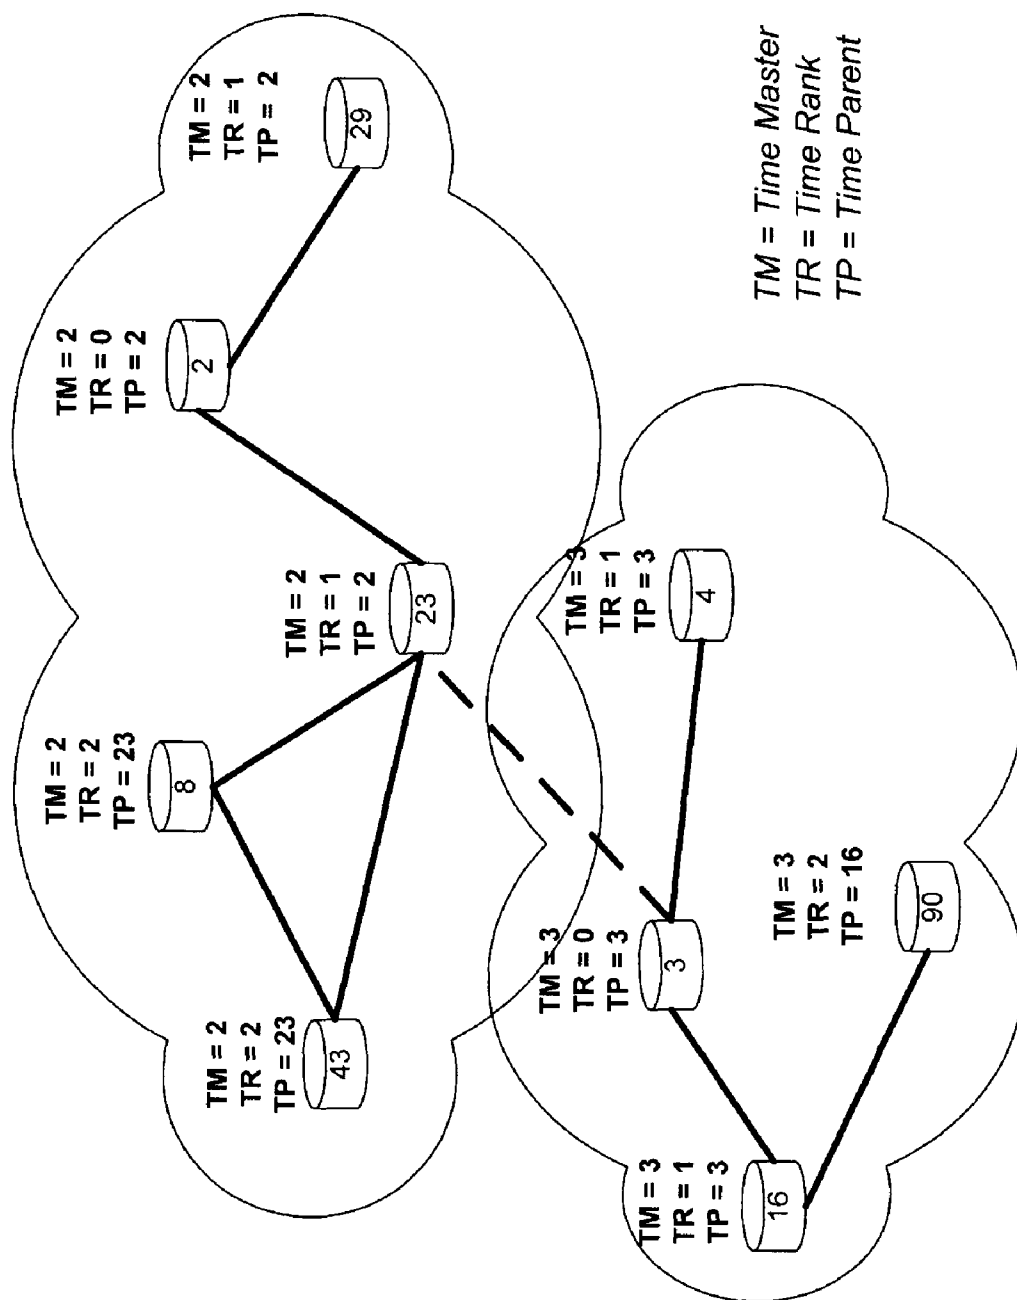 TM = 2
TR = 2
TP = 23
43
TM = 2
TR = 2
TP = 23
8
TM = 2
TR = 1
TP = 2
23
TM = 2
TR = 0
TP = 2
2
TM = 2
TR = 1
TP = 2
29
TM = 3
TR = 1
TP = 3
16
TM = 3
TR = 0
TP = 3
3
TM = 3
TR = 2
TP = 16
90
TM = 3
TR = 1
TP = 3
4
TM = Time Master
TR = Time Rank
TP = Time Parent